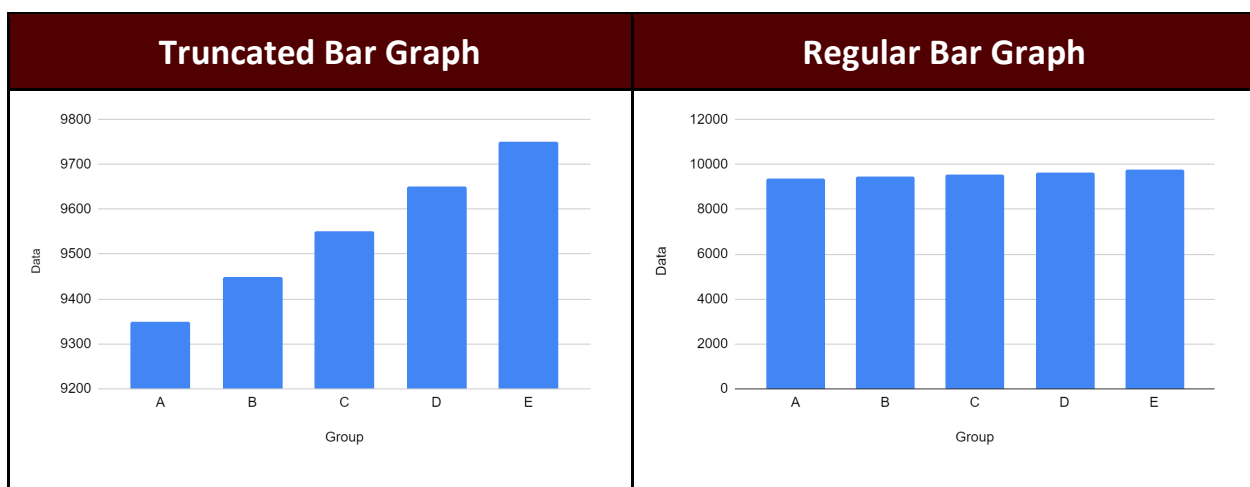 Truncated Bar Graph
Regular Bar Graph
9800
9700
9600
9500
9400
9300
9200
Data
A B C D E
Group
12000
10000
8000
6000
4000
2000
0
Data
A B C D E
Group